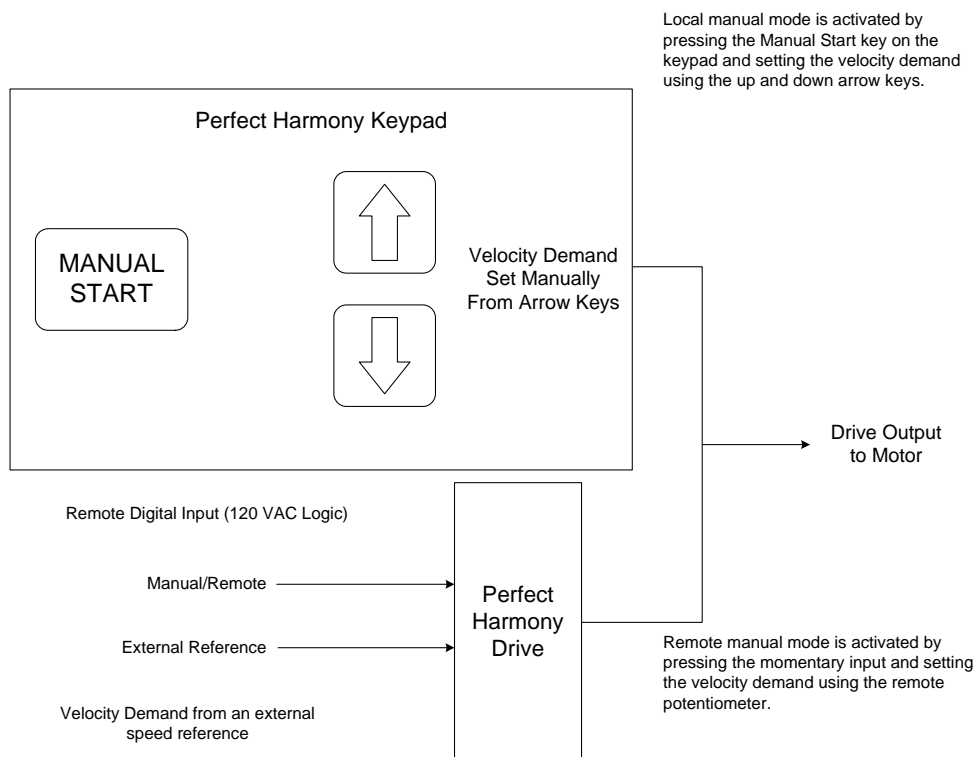 Local manual mode is activated by
pressing the Manual Start key on the
keypad and setting the velocity demand
using the up and down arrow keys.
Perfect Harmony Keypad
MANUAL
START
Velocity Demand
Set Manually
From Arrow Keys
Drive Output
to Motor
Remote Digital Input (120 VAC Logic)
Manual/Remote
External Reference
Velocity Demand from an external
speed reference
Perfect
Harmony
Drive
Remote manual mode is activated by
pressing the momentary input and setting
the velocity demand using the remote
potentiometer.